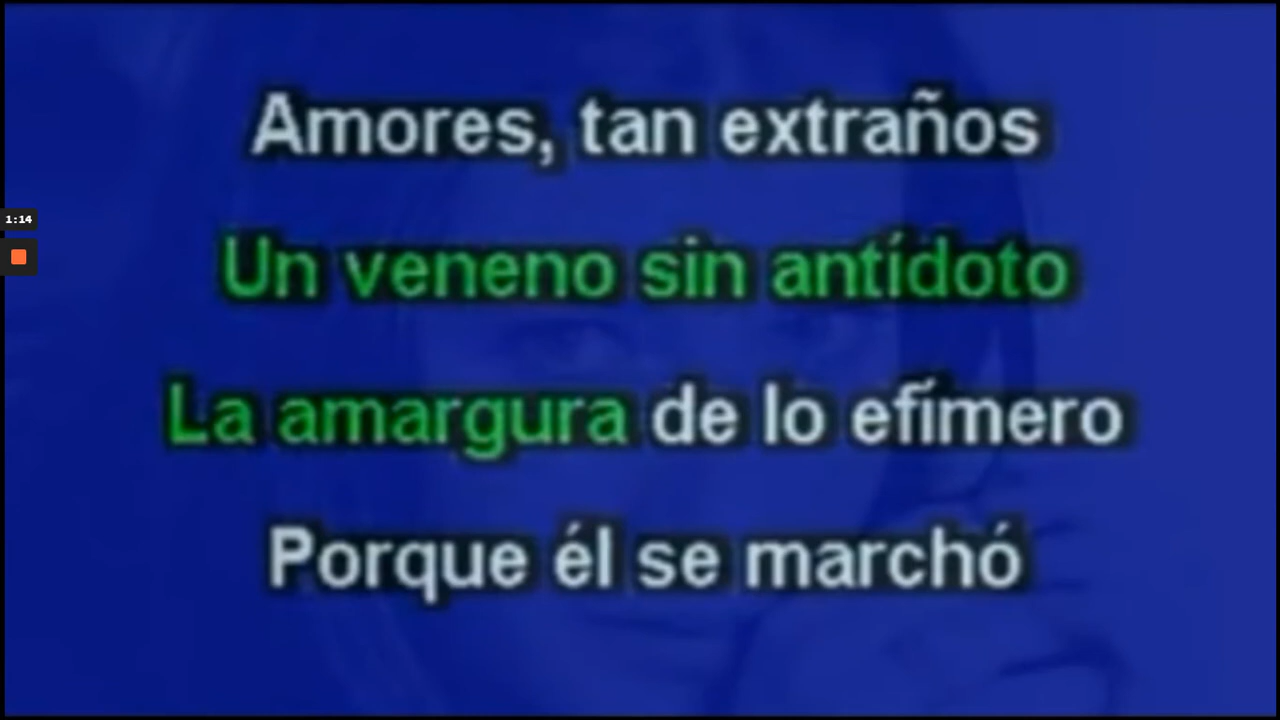 Amores, tan extraños
1:14
Un veneno sin antídoto
La amargura de lo efímero
Porque él se marchó